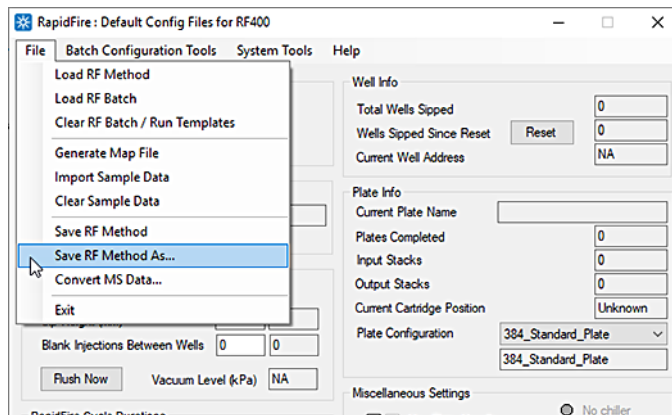 RapidFire : Default Config Files for RF400
File Batch Configuration Tools System Tools Help
Load RF Method
Load RF Batch
Clear RF Batch / Run Templates
Generate Map File
Import Sample Data
Clear Sample Data
Save RF Method
Save RF Method As...
Convert MS Data...
Exit
Blank Injections Between Wells 0 0
Flush Now Vacuum Level (kPa) NA
RapidFire Cycle Durations
Well Info
Total Wells Sipped 0
Wells Sipped Since Reset Reset 0
Current Well Address NA
Plate Info
Current Plate Name
Plates Completed 0
Input Stacks 0
Output Stacks 0
Current Cartridge Position Unknown
Plate Configuration 384_Standard_Plate
384_Standard_Plate
Miscellaneous Settings
No chiller